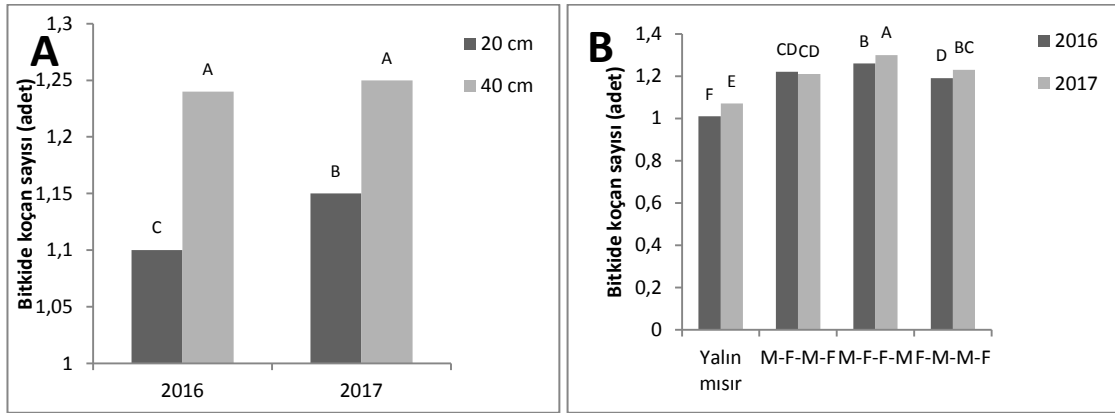 A
Bitkide koçan sayısı (adet)
1,3
1,25
1,2
1,15
1,1
1,05
1
C
A
B
A
2016
2017
20 cm
40 cm
B
Bitkide koçan sayısı (adet)
1,4
1,2
1
0,8
0,6
0,4
0,2
0
F
E
CD
CD
B
A
D
BC
Yalın
mısır
M-F-M-F
M-F-F-M
F-M-M-F
2016
2017